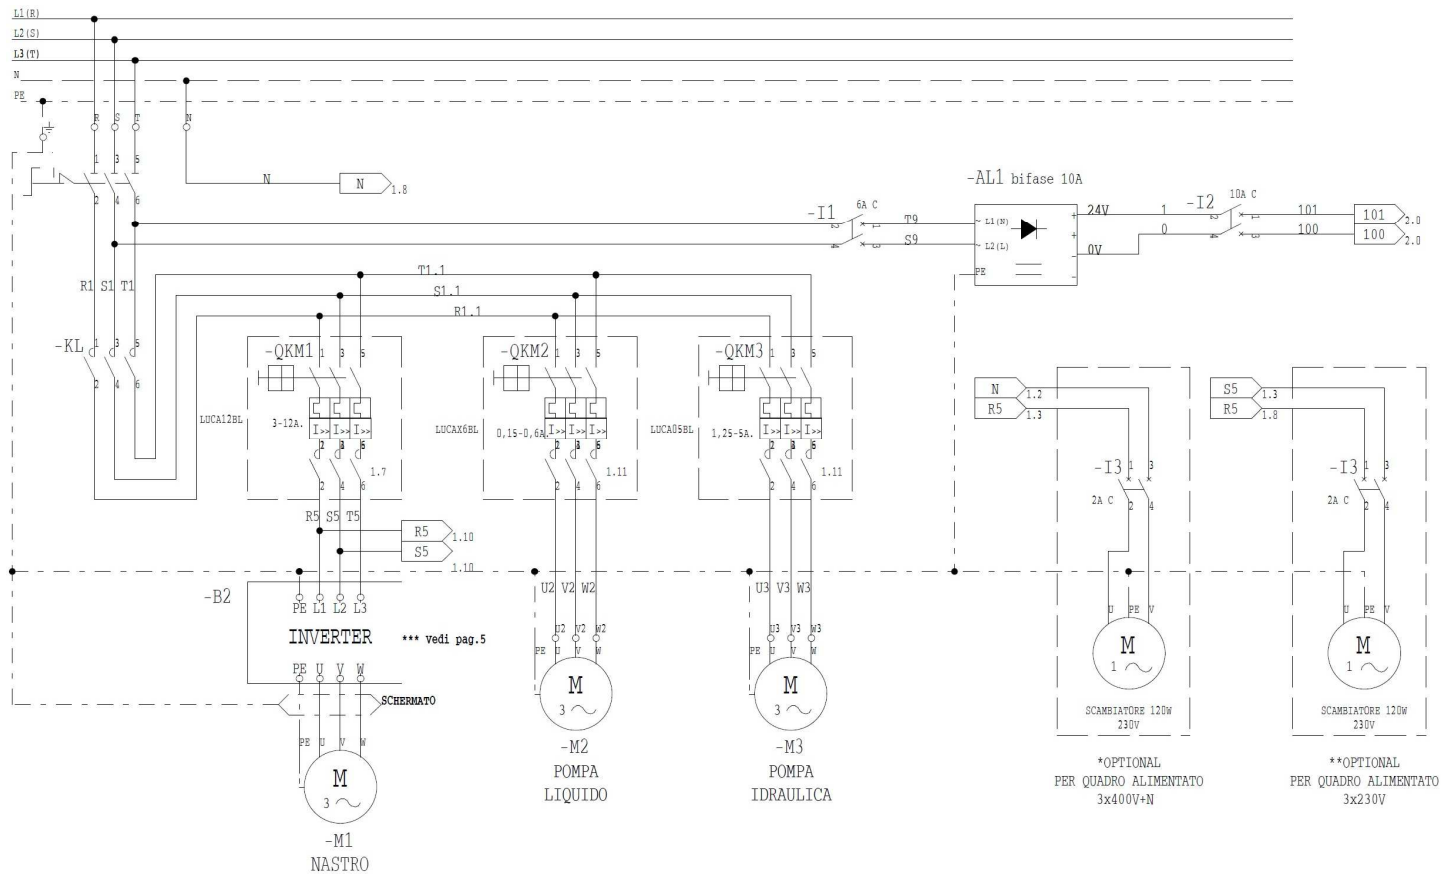 L1(R)
L2(S)
L3(T)
N
PE
R S T N
1 3 5
2 4 6
N
N 1.8
-AL1 bifase 10A
-I1 6A C
2 1 T9
4 3 S9
~ L1(N)
~ L2(L)
PE
+ 24V
+
- 0V
-
1
0
-I2 10A C
2 1 101
4 3 100
101 2.0
100 2.0
T1.1
S1.1
R1.1
R1 S1 T1
-KL 1 3 5
2 4 6
-QKM1 1 3 5
LUCA12BL
3-12A.
I>> I>> I>>
1.7
2 4 6
R5 S5 T5
R5 1.10
S5 1.10
-QKM2 1 3 5
LUCAX6BL
0,15-0,6A.
I>> I>> I>>
1.11
2 4 6
U2 V2 W2
-QKM3 1 3 5
LUCA05BL
1,25-5A.
I>> I>> I>>
1.11
2 4 6
U3 V3 W3
N 1.2
R5 1.3
S5 1.3
R5 1.8
-I3 1 3
2A C
2 4
-I3 1 3
2A C
2 4
-B2
PE L1 L2 L3
INVERTER
*** vedi pag.5
PE U V W
SCHERMATO
PE U V W
M
3
-M1
NASTRO
U2 V2 W2
PE U V W
M
3
-M2
POMPA
LIQUIDO
U3 V3 W3
PE U V W
M
3
-M3
POMPA
IDRAULICA
U PE V
M
1
SCAMBIATORE 120W
230V
*OPTIONAL
PER QUADRO ALIMENTATO
3x400V+N
U PE V
M
1
SCAMBIATORE 120W
230V
**OPTIONAL
PER QUADRO ALIMENTATO
3x230V